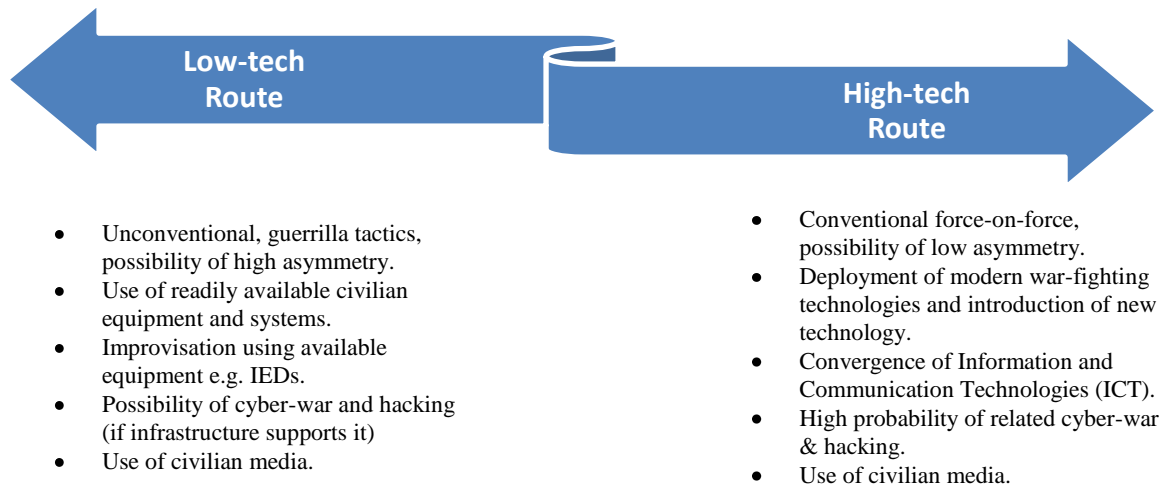 Low-tech
Route
High-tech
Route
• Unconventional, guerrilla tactics,
possibility of high asymmetry.
• Use of readily available civilian
equipment and systems.
• Improvisation using available
equipment e.g. IEDs.
• Possibility of cyber-war and hacking
(if infrastructure supports it)
• Use of civilian media.
• Conventional force-on-force,
possibility of low asymmetry.
• Deployment of modern war-fighting
technologies and introduction of new
technology.
• Convergence of Information and
Communication Technologies (ICT).
• High probability of related cyber-war
& hacking.
• Use of civilian media.